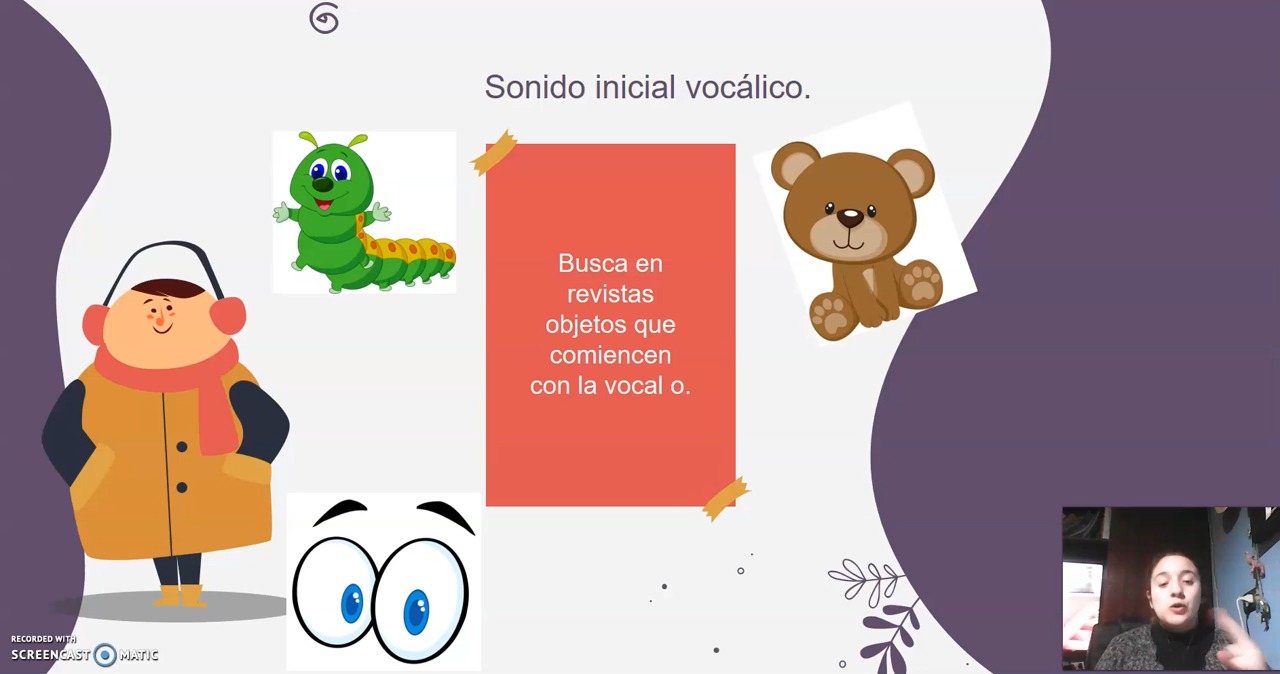 Sonido inicial vocálico.
Busca en
revistas
objetos que
comiencen
con la vocal o.
RECORDED WITH
SCREENCAST MATIC